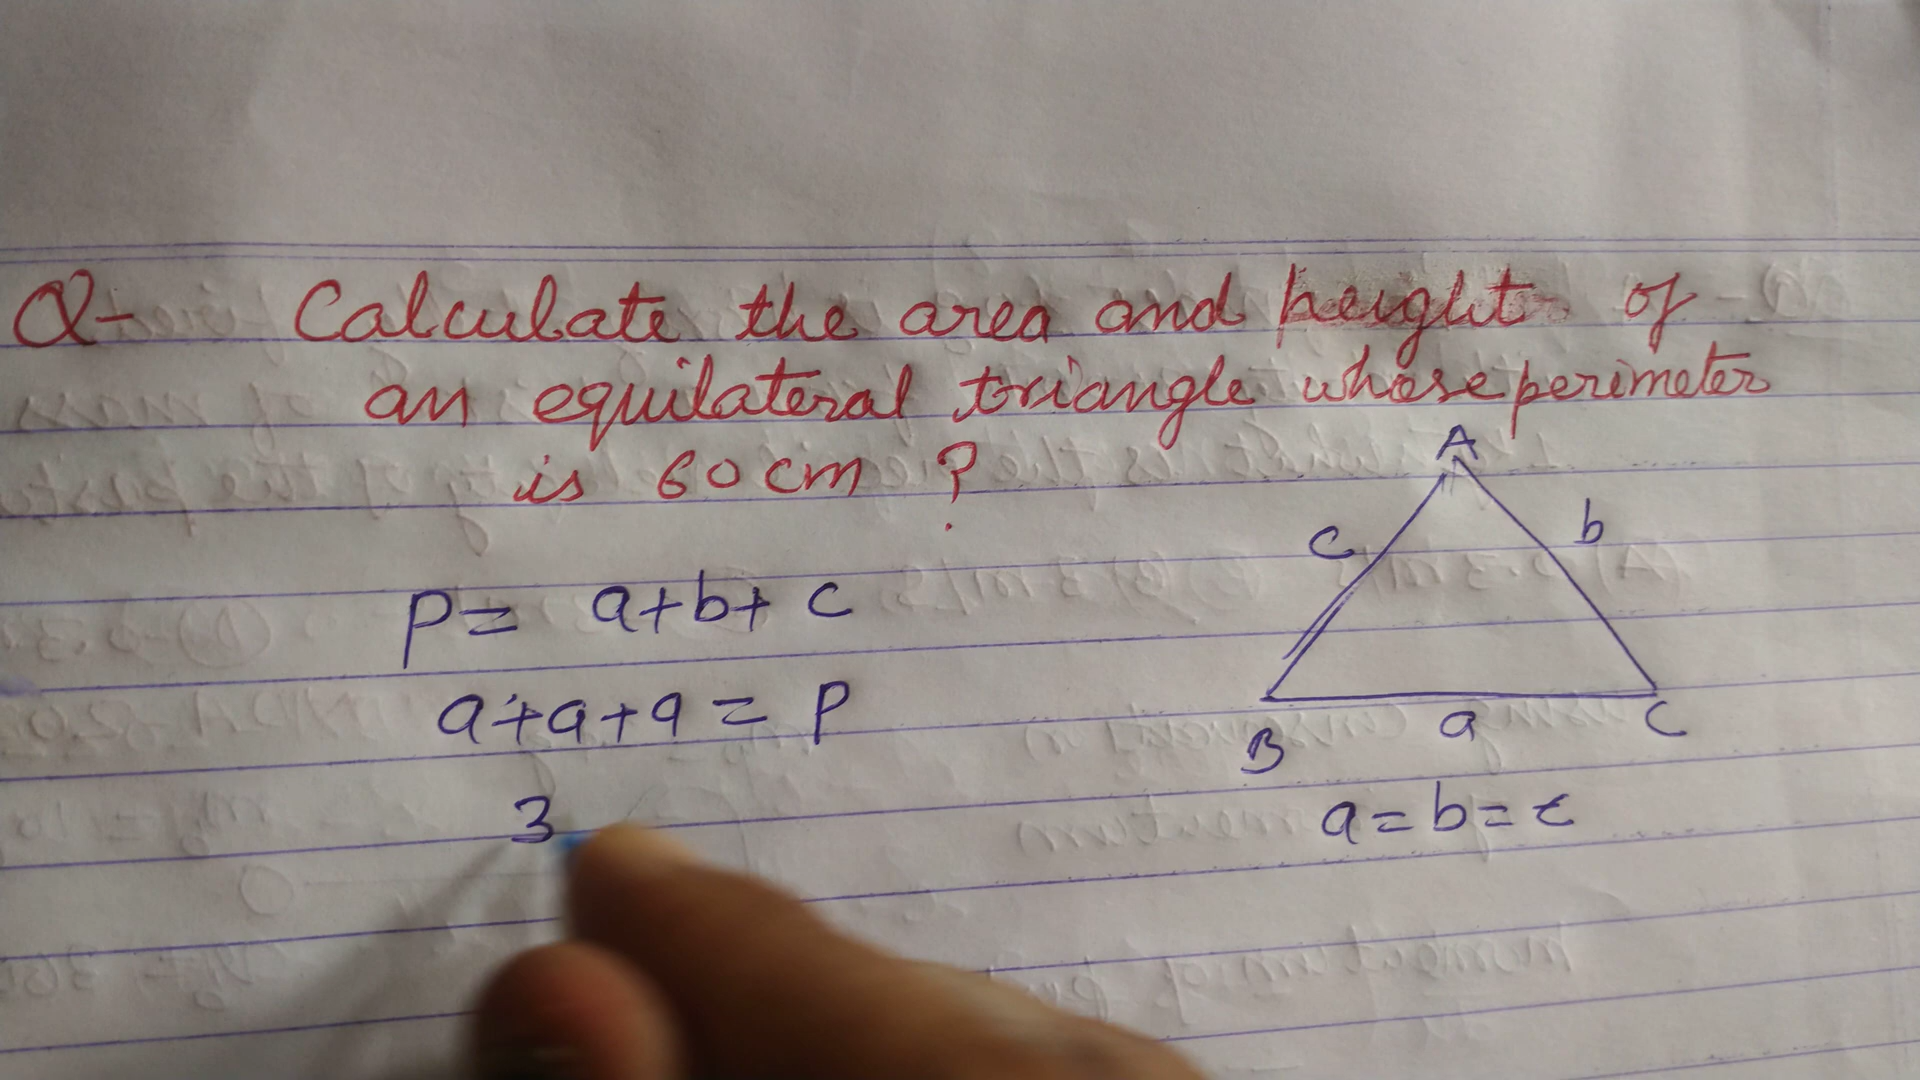 Q- Calculate the area and height of
an equilateral triangle whose perimeter
is 60 cm ?
A
c
b
P = a+b+ c
a+a+a = P
B
a
C
3
a=b=c